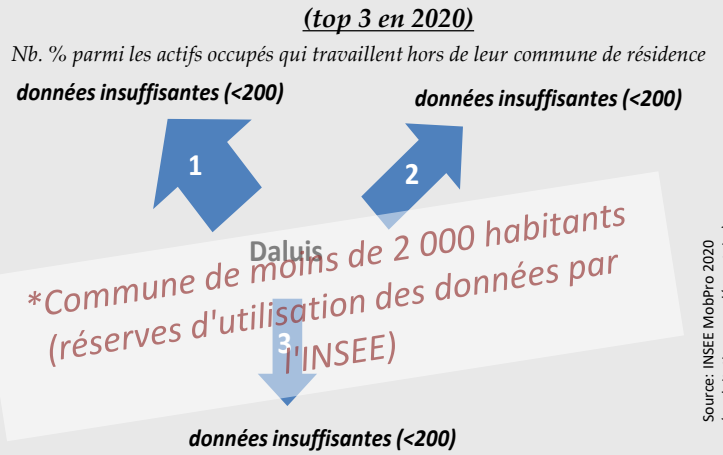 (top 3 en 2020)
Nb. % parmi les actifs occupés qui travaillent hors de leur commune de résidence
données insuffisantes (<200)
données insuffisantes (<200)
1
2
Daluis
*Commune de moins de 2 000 habitants
(réserves d'utilisation des données par
l'INSEE)
3
données insuffisantes (<200)
Source: INSEE MobPro 2020